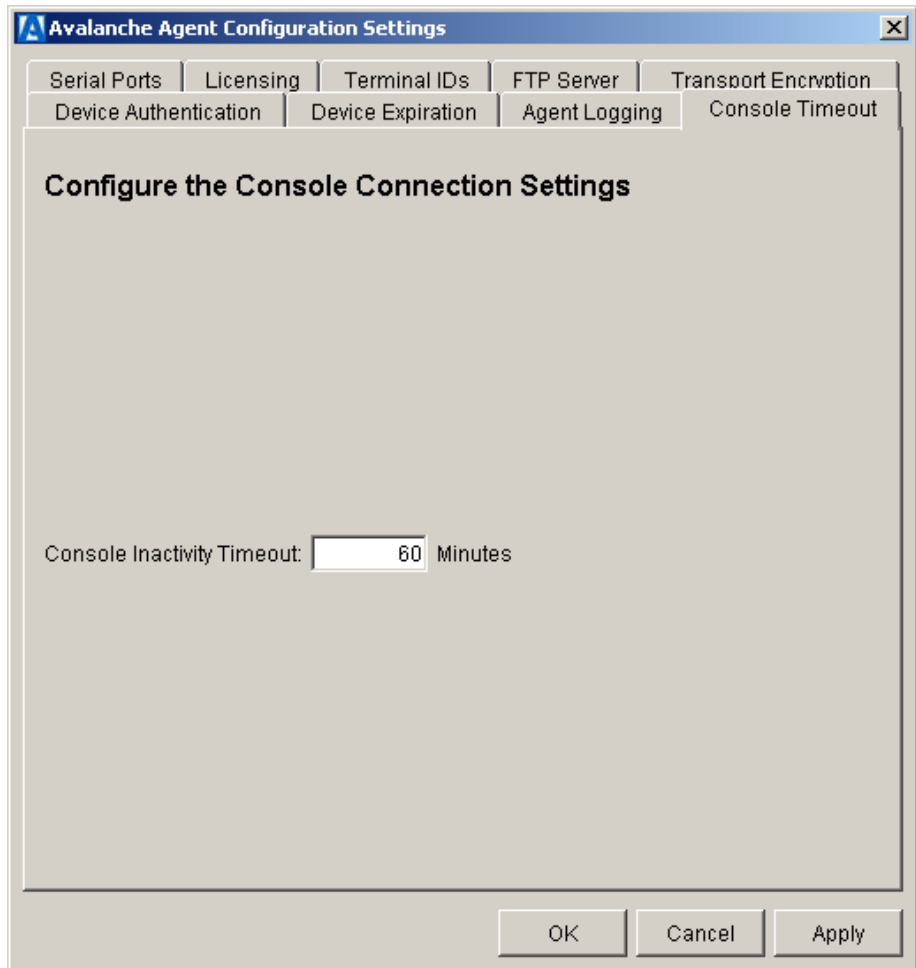 Avalanche Agent Configuration Settings
Serial Ports Licensing Terminal IDs FTP Server Transport Encryption
Device Authentication Device Expiration Agent Logging Console Timeout
Configure the Console Connection Settings
Console Inactivity Timeout: 60 Minutes
OK Cancel Apply